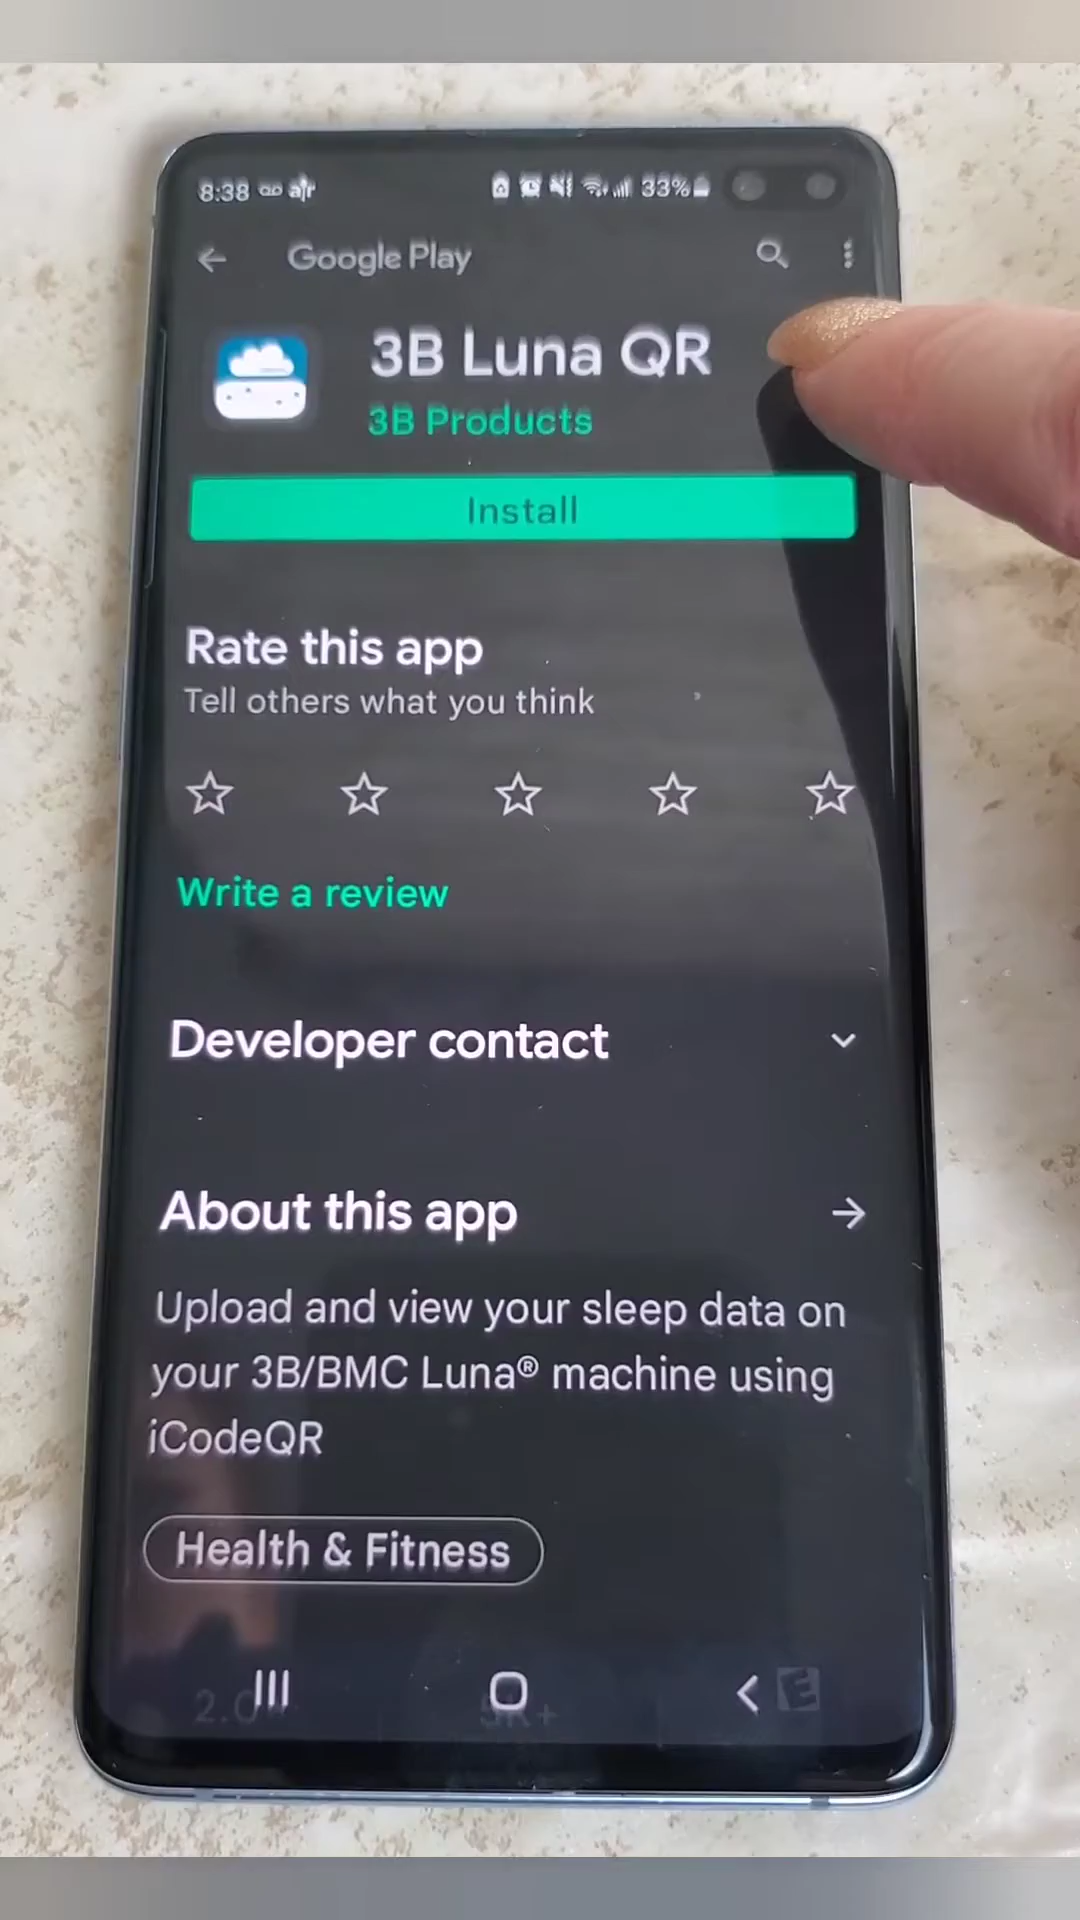 8:38
33%
Google Play
3B Luna QR
3B Products
Install
Rate this app
Tell others what you think
Write a review
Developer contact
About this app
Upload and view your sleep data on
your 3B/BMC Luna® machine using
iCodeQR
Health & Fitness
5K+
E